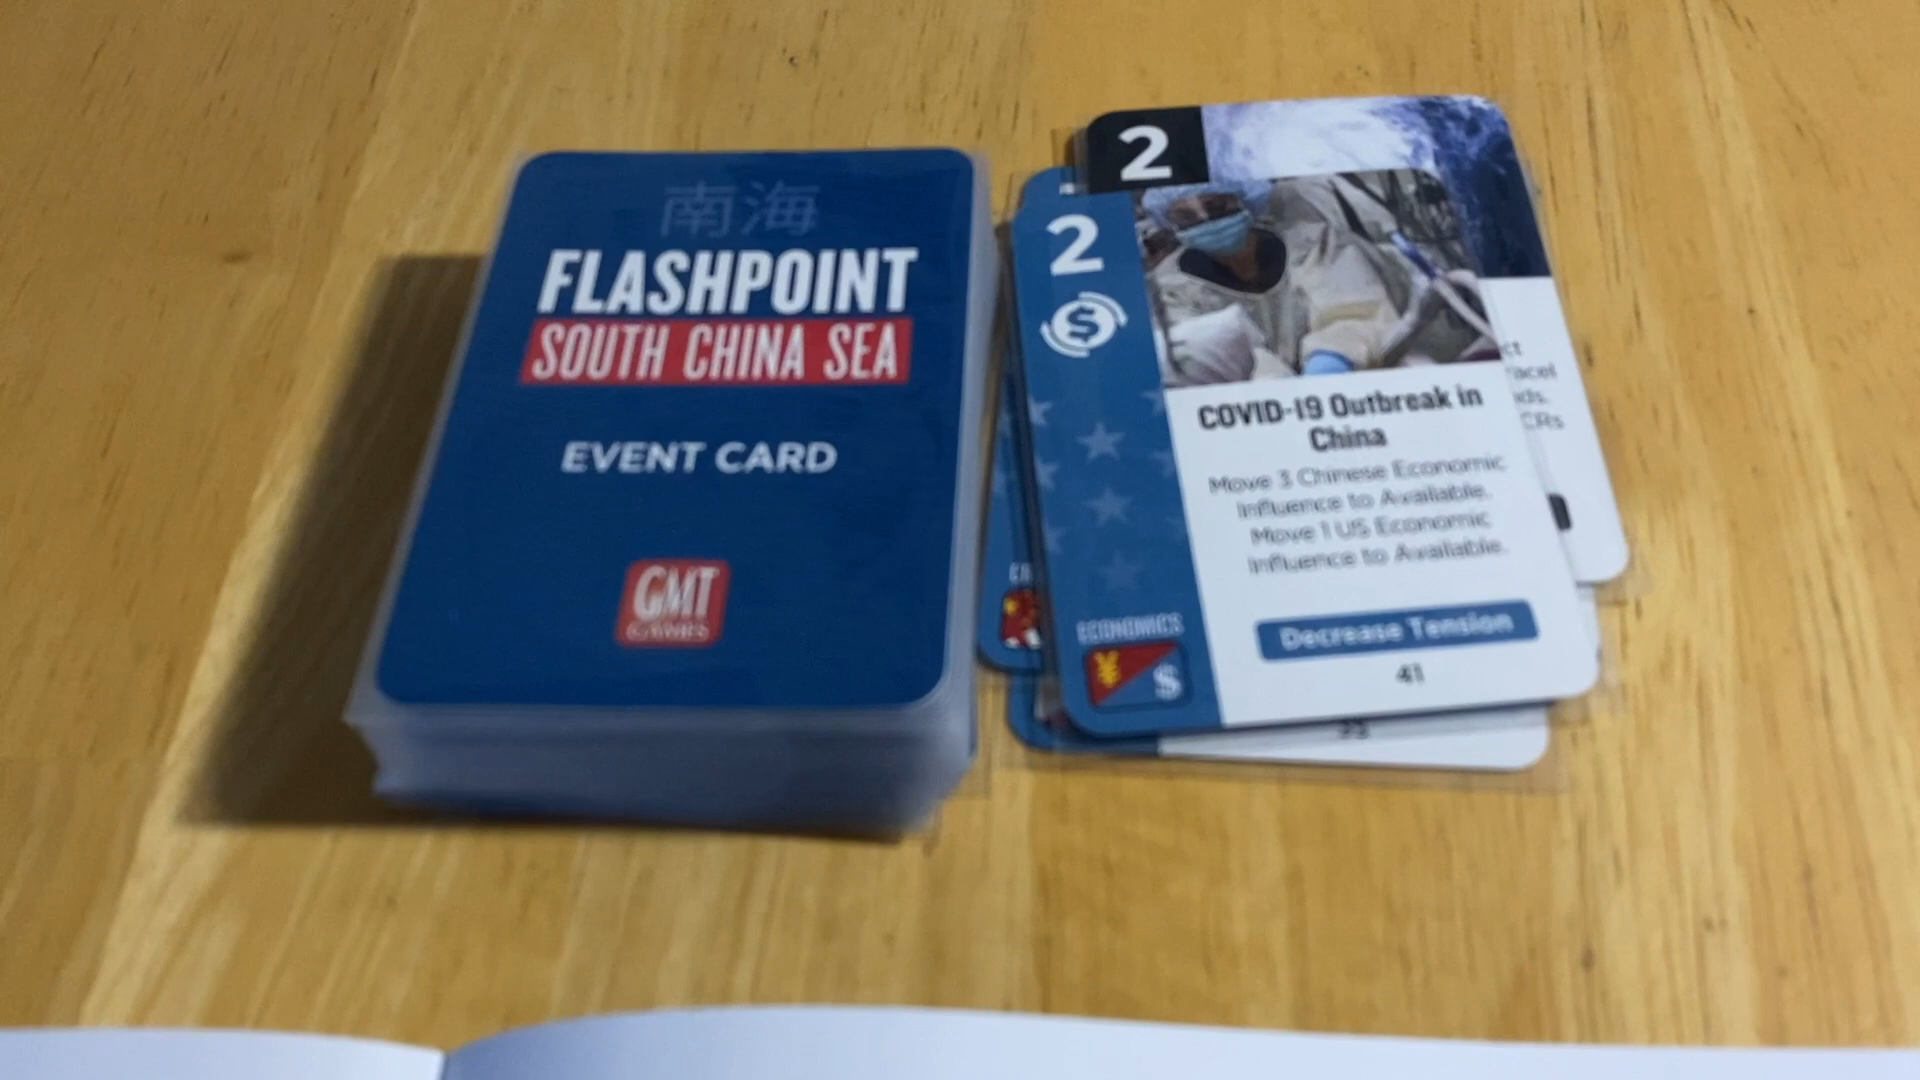 南海
FLASHPOINT
SOUTH CHINA SEA
EVENT CARD
GMT
GAMES
2
2
$
COVID-19 Outbreak in
China
Move 3 Chinese Economic
Influence to Available.
Move 1 US Economic
Influence to Available.
Decrease Tension
41
ECONOMICS
¥
$
CRs